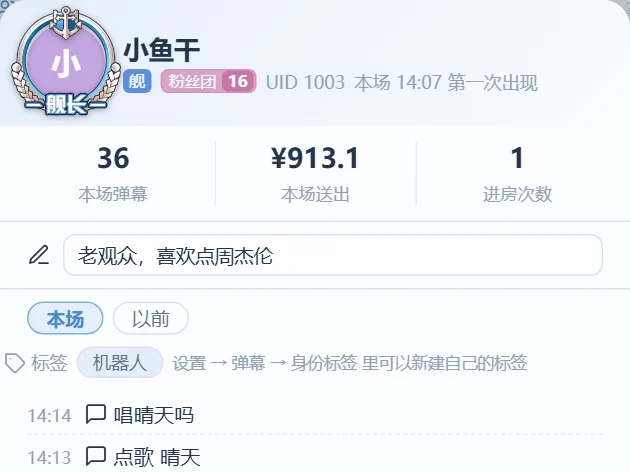 小
舰长
小鱼干
舰 粉丝团 16 UID 1003 本场 14:07 第一次出现
36 ¥913.1 1
本场弹幕 本场送出 进房次数
老观众，喜欢点周杰伦
本场 以前
标签 机器人 设置 → 弹幕 → 身份标签 里可以新建自己的标签
14:14 唱晴天吗
14:13 点歌 晴天